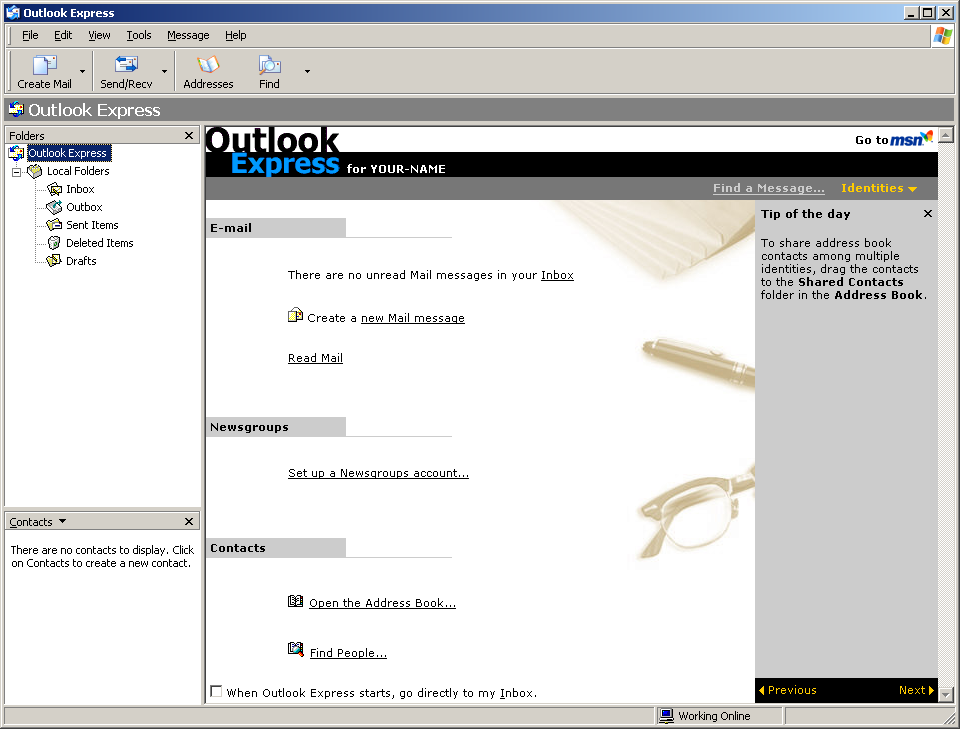 Outlook Express
File Edit View Tools Message Help
Create Mail Send/Recv Addresses Find
Outlook Express
Folders
Outlook Express
Local Folders
Inbox
Outbox
Sent Items
Deleted Items
Drafts
Contacts
There are no contacts to display. Click
on Contacts to create a new contact.
Outlook
Express for YOUR-NAME
Go to msn
Find a Message... Identities
E-mail
There are no unread Mail messages in your Inbox
Create a new Mail message
Read Mail
Newsgroups
Set up a Newsgroups account...
Contacts
Open the Address Book...
Find People...
When Outlook Express starts, go directly to my Inbox.
Tip of the day
To share address book
contacts among multiple
identities, drag the contacts
to the Shared Contacts
folder in the Address Book.
Previous Next
Working Online